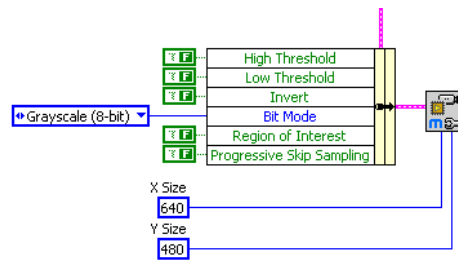 ? F High Threshold
? F Low Threshold
? F Invert
Grayscale (8-bit) Bit Mode
? F Region of Interest
? F Progressive Skip Sampling
X Size
640
Y Size
480
m